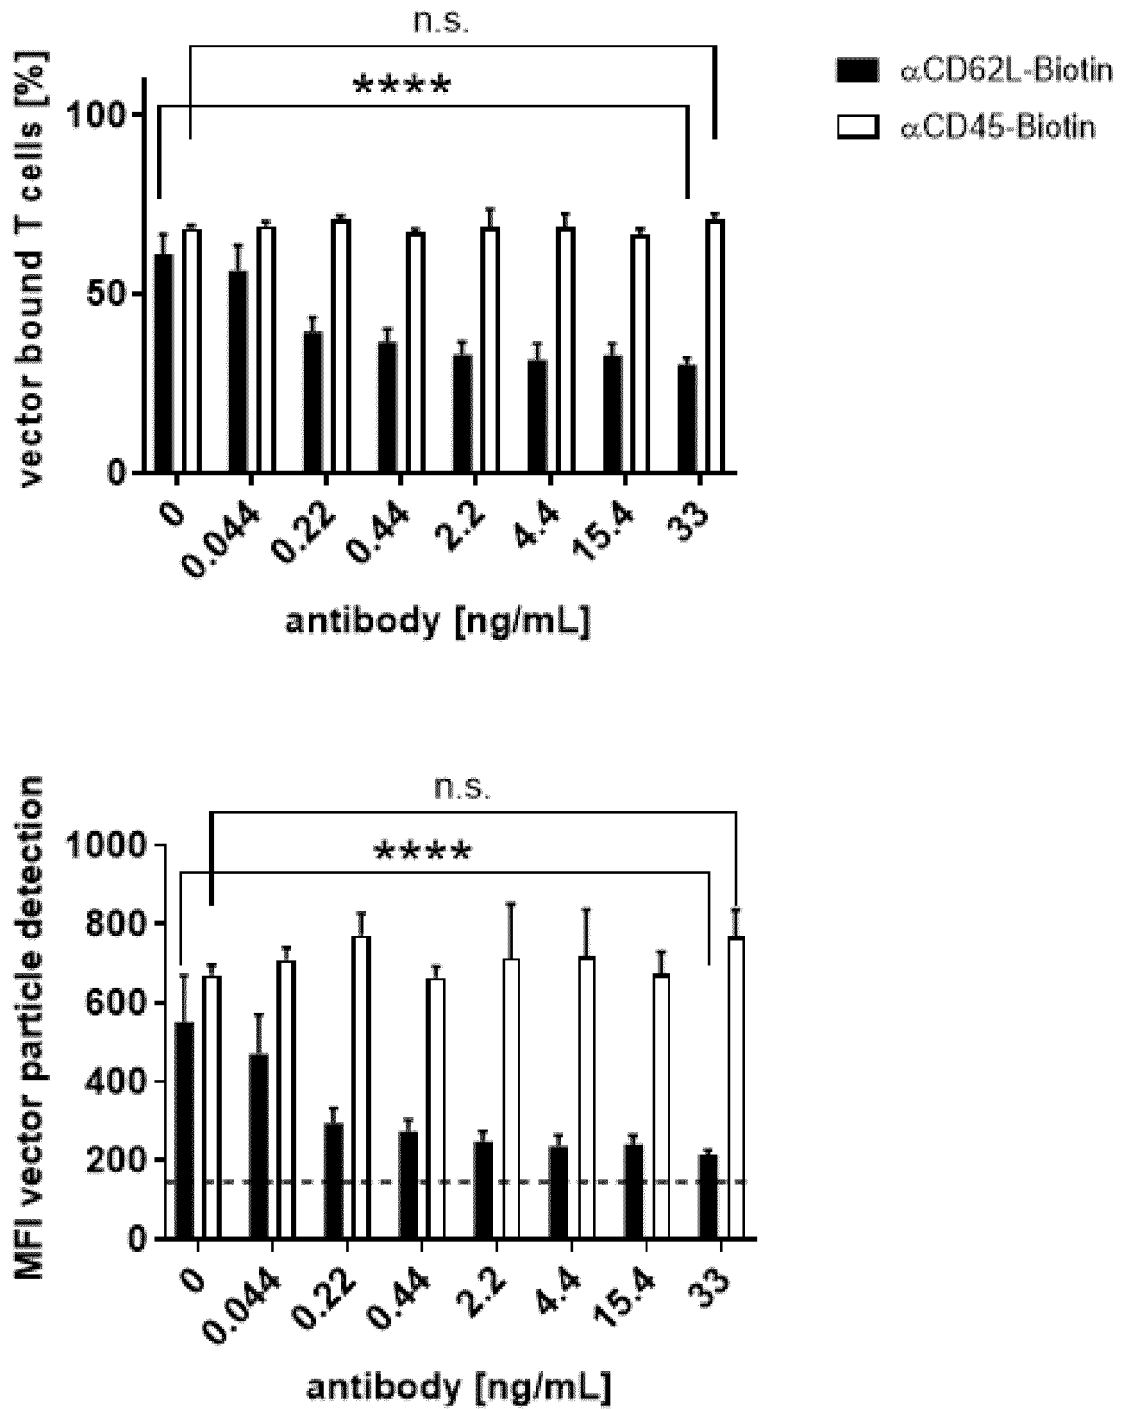 n.s.
****
αCD62L-Biotin
αCD45-Biotin
vector bound T cells [%]
100
50
0
0 0.044 0.22 0.44 2.2 4.4 15.4 33
antibody [ng/mL]
n.s.
****
MFI vector particle detection
1000
800
600
400
200
0
0 0.044 0.22 0.44 2.2 4.4 15.4 33
antibody [ng/mL]